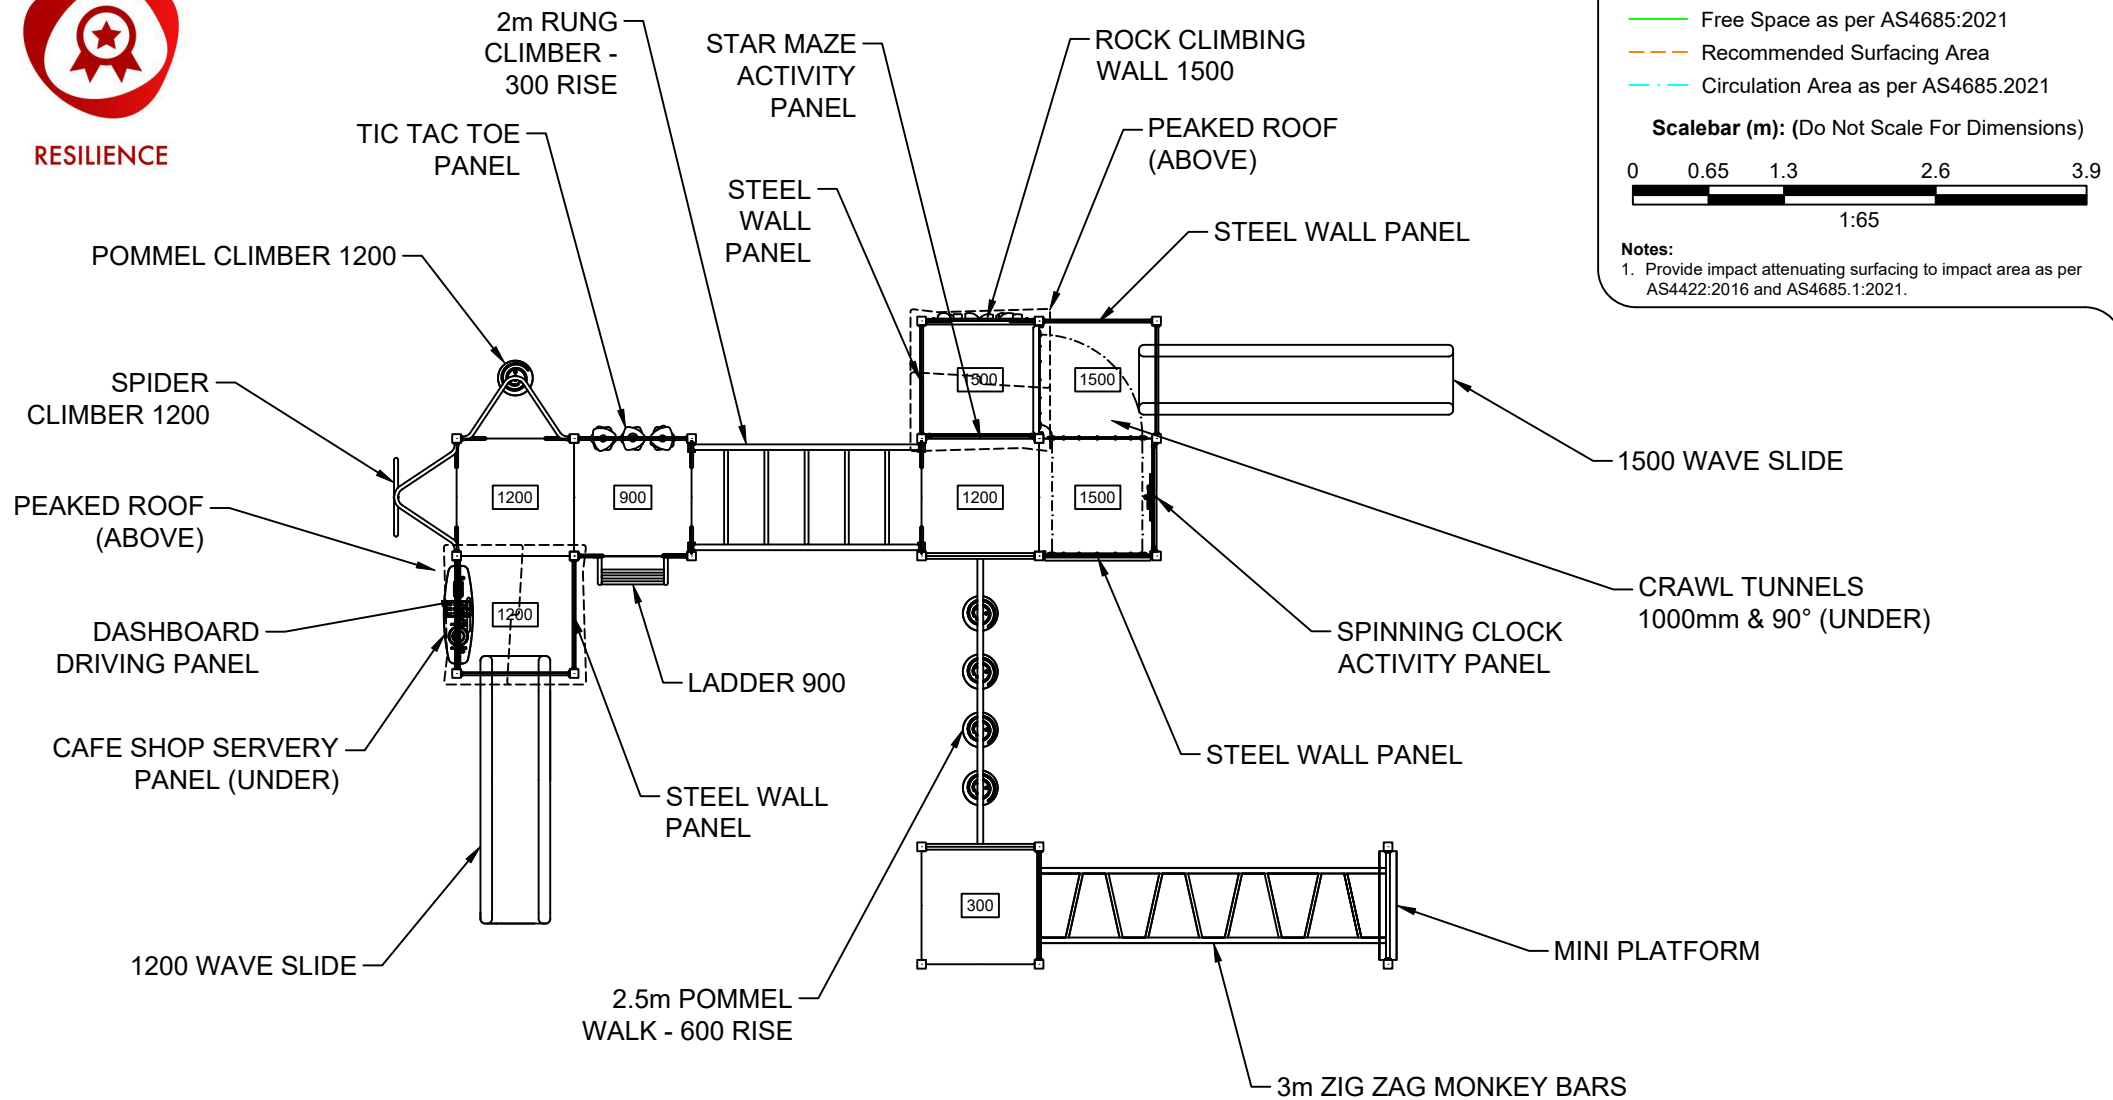 RESILIENCE
2m RUNG
CLIMBER -
300 RISE
STAR MAZE
ACTIVITY
PANEL
ROCK CLIMBING
WALL 1500
TIC TAC TOE
PANEL
PEAKED ROOF
(ABOVE)
STEEL
WALL
PANEL
STEEL WALL PANEL
POMMEL CLIMBER 1200
SPIDER
CLIMBER 1200
PEAKED ROOF
(ABOVE)
DASHBOARD
DRIVING PANEL
CAFE SHOP SERVERY
PANEL (UNDER)
1200 WAVE SLIDE
STEEL WALL
PANEL
LADDER 900
2.5m POMMEL
WALK - 600 RISE
1500 WAVE SLIDE
CRAWL TUNNELS
1000mm & 90° (UNDER)
SPINNING CLOCK
ACTIVITY PANEL
STEEL WALL PANEL
MINI PLATFORM
3m ZIG ZAG MONKEY BARS
1500
1500
1200
900
1200
1500
1200
300
Free Space as per AS4685:2021
Recommended Surfacing Area
Circulation Area as per AS4685.2021
Scalebar (m): (Do Not Scale For Dimensions)
0 0.65 1.3 2.6 3.9
1:65
Notes:
1. Provide impact attenuating surfacing to impact area as per
AS4422:2016 and AS4685.1:2021.